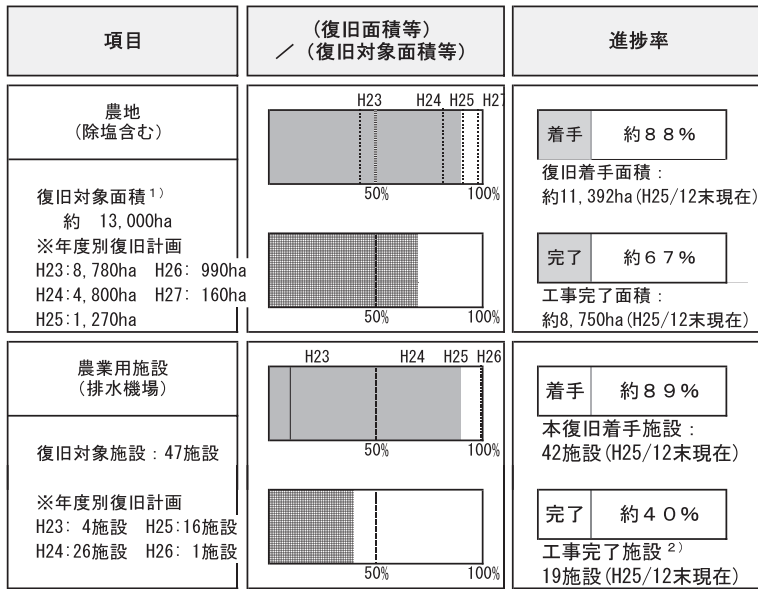 項目
(復旧面積等)
／(復旧対象面積等)
進捗率
農地
(除塩含む)
復旧対象面積1)
約 13,000ha
※年度別復旧計画
H23:8,780ha H26: 990ha
H24:4,800ha H27: 160ha
H25:1,270ha
H23 H24 H25 H27
50% 100%
50% 100%
着手 約88%
復旧着手面積：
約11,392ha(H25/12末現在)
完了 約67%
工事完了面積：
約8,750ha(H25/12末現在)
農業用施設
(排水機場)
復旧対象施設：47施設
※年度別復旧計画
H23: 4施設 H25:16施設
H24:26施設 H26: 1施設
H23 H24 H25 H26
50% 100%
50% 100%
着手 約89%
本復旧着手施設：
42施設(H25/12末現在)
完了 約40%
工事完了施設2)
19施設(H25/12末現在)